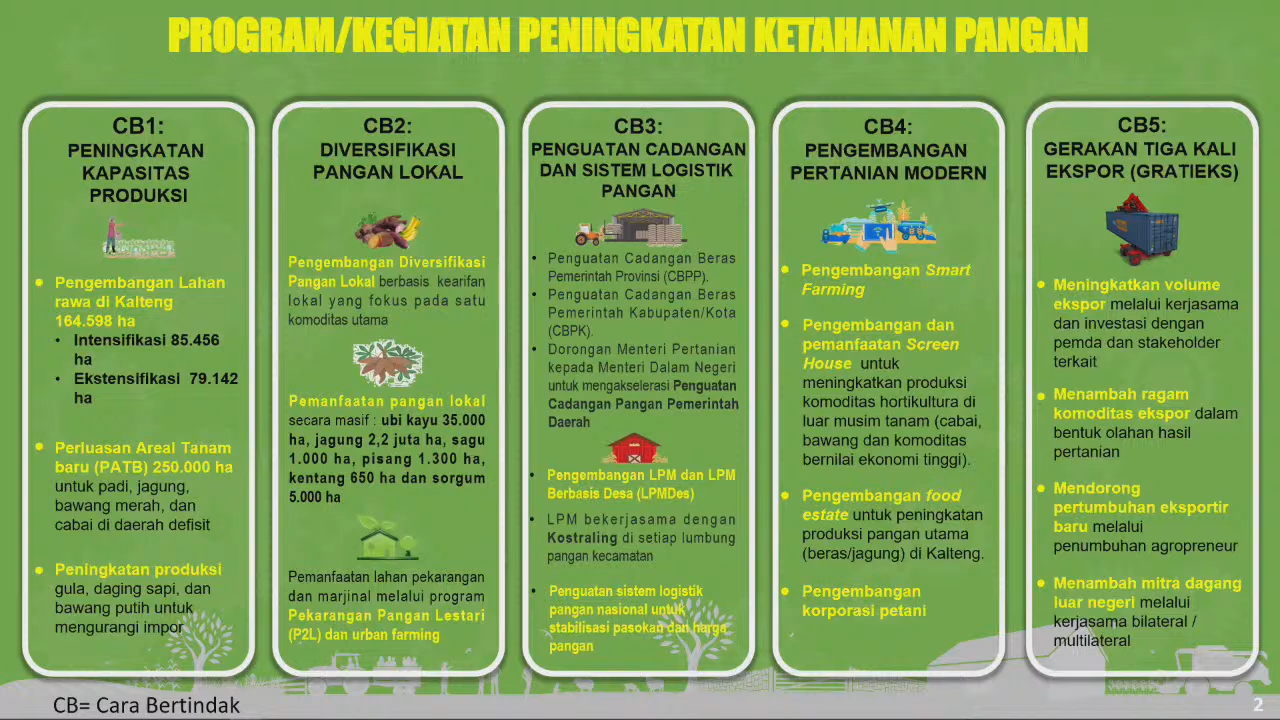 PROGRAM/KEGIATAN PENINGKATAN KETAHANAN PANGAN
CB1:
PENINGKATAN
KAPASITAS
PRODUKSI
• Pengembangan Lahan
rawa di Kalteng
164.598 ha
• Intensifikasi 85.456
ha
• Ekstensifikasi 79.142
ha
• Perluasan Areal Tanam
baru (PATB) 250.000 ha
untuk padi, jagung,
bawang merah, dan
cabai di daerah defisit
• Peningkatan produksi
gula, daging sapi, dan
bawang putih untuk
mengurangi impor
CB2:
DIVERSIFIKASI
PANGAN LOKAL
Pengembangan Diversifikasi
Pangan Lokal berbasis kearifan
lokal yang fokus pada satu
komoditas utama
Pemanfaatan pangan lokal
secara masif : ubi kayu 35.000
ha, jagung 2,2 juta ha, sagu
1.000 ha, pisang 1.300 ha,
kentang 650 ha dan sorgum
5.000 ha
Pemanfaatan lahan pekarangan
dan marjinal melalui program
Pekarangan Pangan Lestari
(P2L) dan urban farming
CB3:
PENGUATAN CADANGAN
DAN SISTEM LOGISTIK
PANGAN
• Penguatan Cadangan Beras
Pemerintah Provinsi (CBPP).
• Penguatan Cadangan Beras
Pemerintah Kabupaten/Kota
(CBPK).
• Dorongan Menteri Pertanian
kepada Menteri Dalam Negeri
untuk mengakselerasi Penguatan
Cadangan Pangan Pemerintah
Daerah
• Pengembangan LPM dan LPM
Berbasis Desa (LPMDes)
• LPM bekerjasama dengan
Kostraling di setiap lumbung
pangan kecamatan
• Penguatan sistem logistik
pangan nasional untuk
stabilisasi pasokan dan harga
pangan
CB4:
PENGEMBANGAN
PERTANIAN MODERN
• Pengembangan Smart
Farming
• Pengembangan dan
pemanfaatan Screen
House untuk
meningkatkan produksi
komoditas hortikultura di
luar musim tanam (cabai,
bawang dan komoditas
bernilai ekonomi tinggi).
• Pengembangan food
estate untuk peningkatan
produksi pangan utama
(beras/jagung) di Kalteng.
• Pengembangan
korporasi petani
CB5:
GERAKAN TIGA KALI
EKSPOR (GRATIEKS)
• Meningkatkan volume
ekspor melalui kerjasama
dan investasi dengan
pemda dan stakeholder
terkait
• Menambah ragam
komoditas ekspor dalam
bentuk olahan hasil
pertanian
• Mendorong
pertumbuhan eksportir
baru melalui
penumbuhan agropreneur
• Menambah mitra dagang
luar negeri melalui
kerjasama bilateral /
multilateral
CB= Cara Bertindak
2